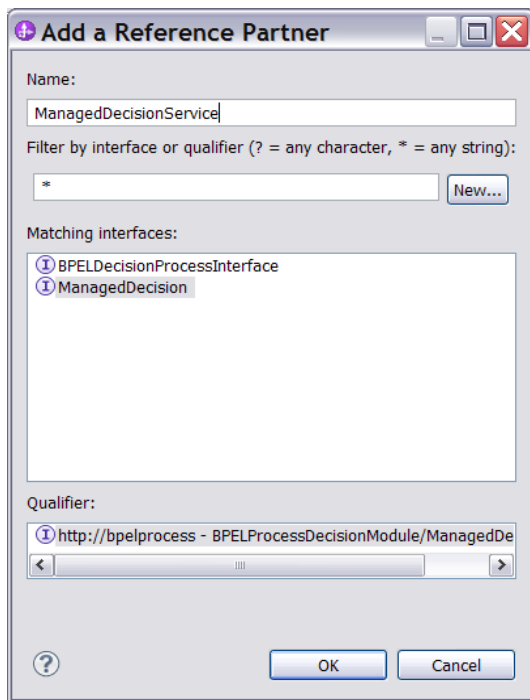 Add a Reference Partner
Name:
ManagedDecisionService
Filter by interface or qualifier (? = any character, * = any string):
*
New...
Matching interfaces:
BPELDecisionProcessInterface
ManagedDecision
Qualifier:
http://bpelprocess - BPELProcessDecisionModule/ManagedDe
OK
Cancel